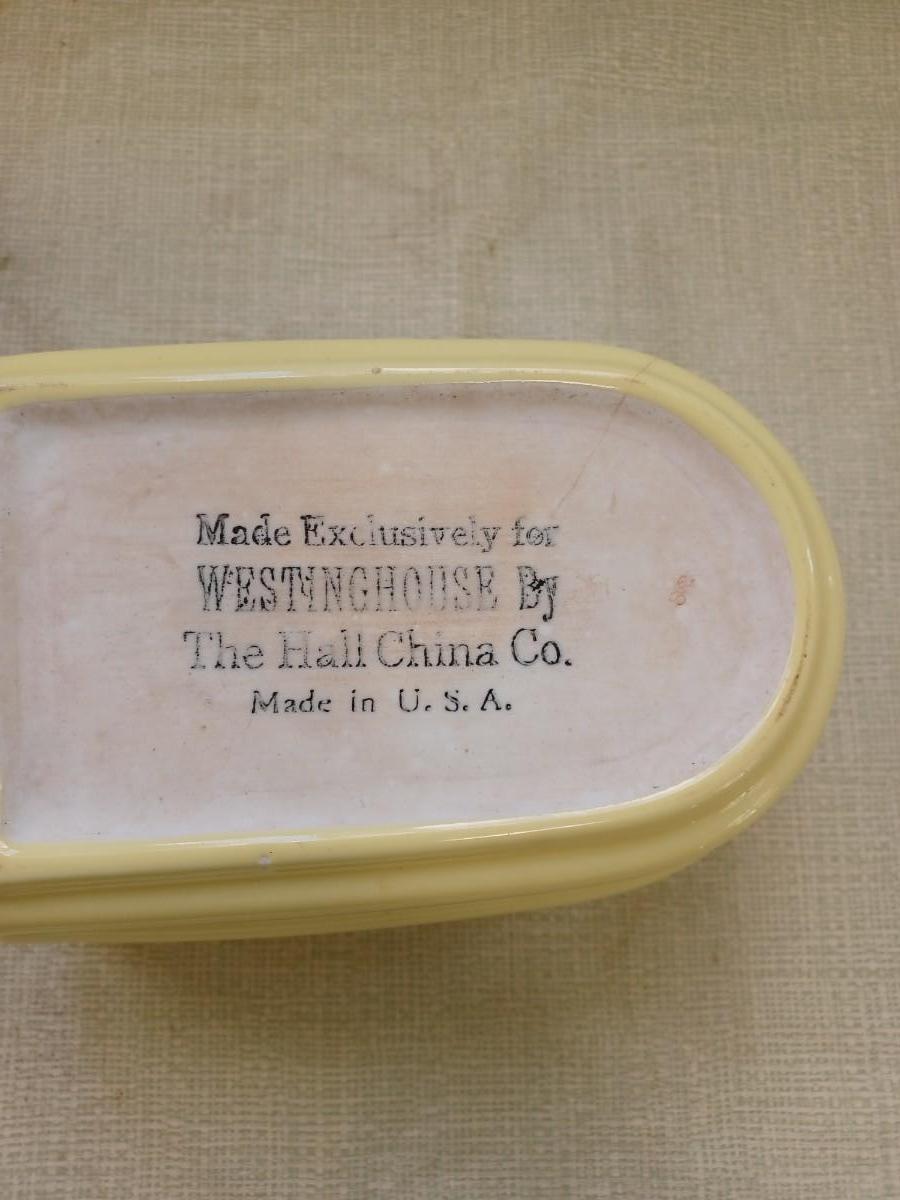 Made Exclusively for
WESTINGHOUSE By
The Hall China Co.
Made in U. S. A.